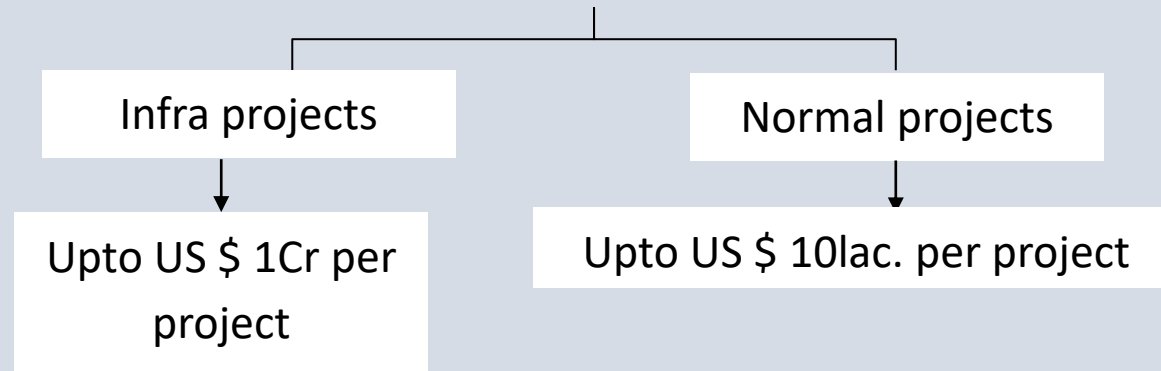 Infra projects
Normal projects
Upto US $ 1Cr per
project
Upto US $ 10lac. per project